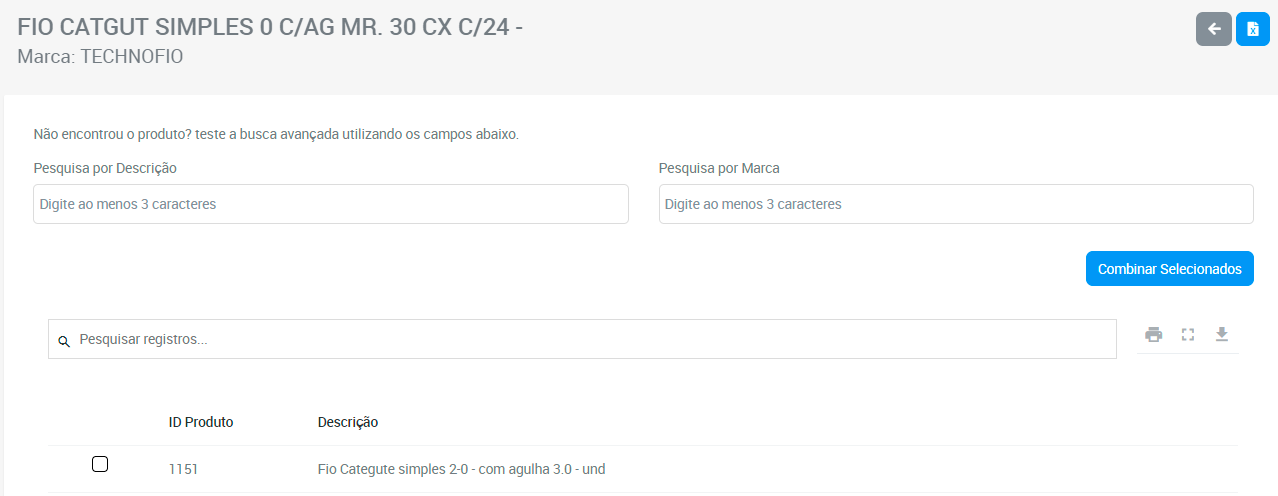 FIO CATGUT SIMPLES 0 C/AG MR. 30 CX C/24 -
Marca: TECHNOFIO
Não encontrou o produto? teste a busca avançada utilizando os campos abaixo.
Pesquisa por Descrição
Pesquisa por Marca
Digite ao menos 3 caracteres
Digite ao menos 3 caracteres
Combinar Selecionados
Pesquisar registros...
ID Produto Descrição
1151 Fio Categute simples 2-0 - com agulha 3.0 - und